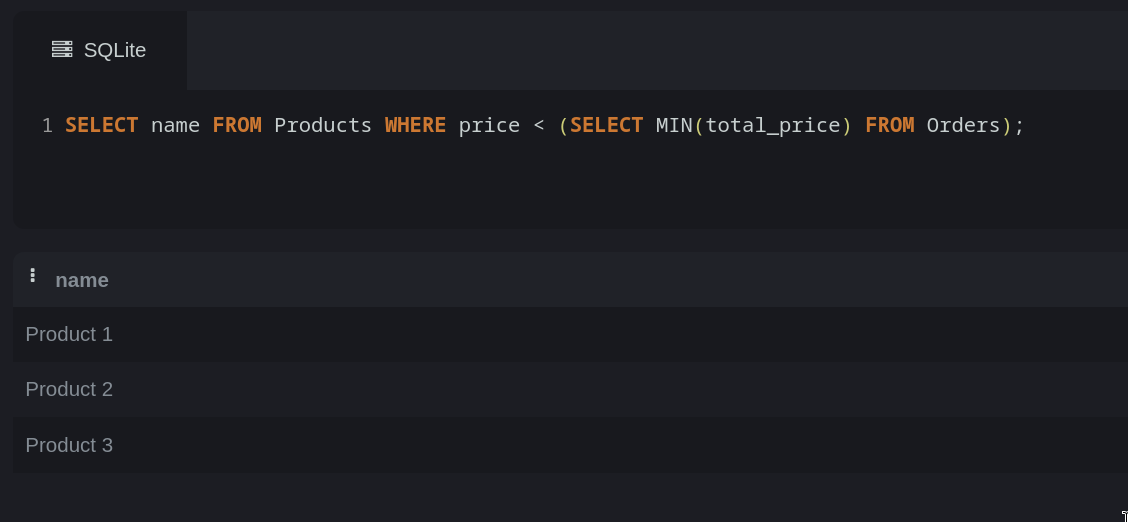 SQLite
1 SELECT name FROM Products WHERE price < (SELECT MIN(total_price) FROM Orders);
name
Product 1
Product 2
Product 3